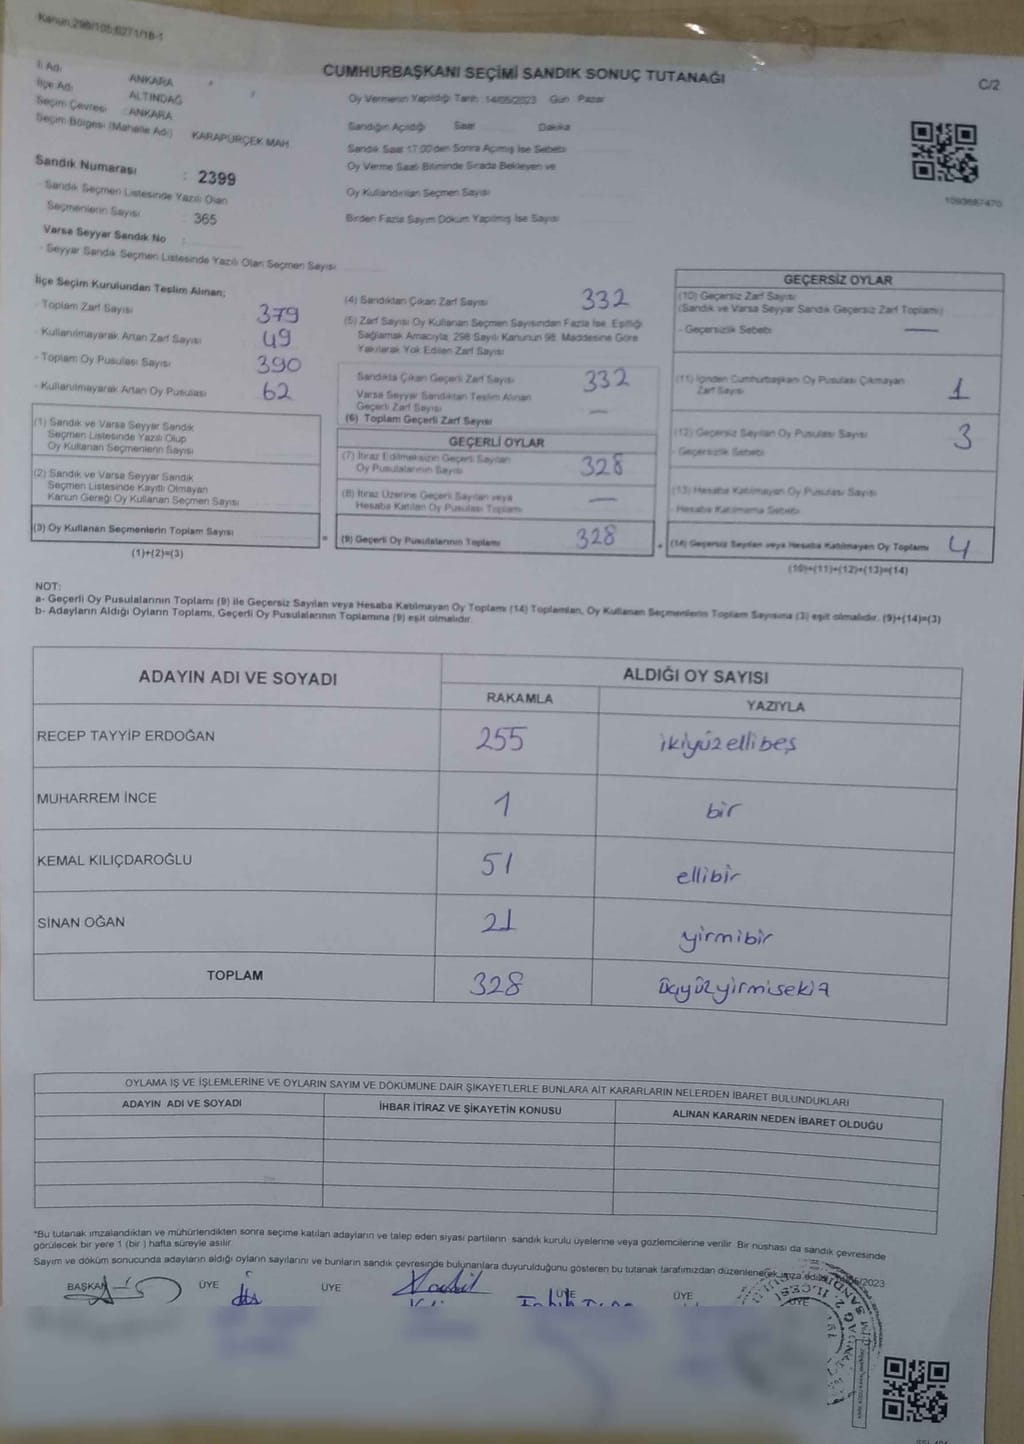 Kanun:298/105;6271/18-1
CUMHURBAŞKANI SEÇİMİ SANDIK SONUÇ TUTANAĞI
C/2
İl Adı ANKARA
İlçe Adı ALTINDAĞ
Seçim Çevresi : ANKARA
Seçim Bölgesi (Mahalle Adı) KARAPÜRÇEK MAH.
Sandık Numarası : 2399
Sandık Seçmen Listesinde Yazılı Olan
Seçmenlerin Sayısı : 365
Varsa Seyyar Sandık No :
Seyyar Sandık Seçmen Listesinde Yazılı Olan Seçmen Sayısı
Oy Vermenin Yapıldığı Tarih : 14/05/2023 Gün : Pazar
Sandığın Açıldığı Saat Dakika
Sandık Saat 17:00'den Sonra Açılmış İse Sebebi
Oy Verme Saati Bitiminde Sırada Bekleyen ve
Oy Kullandırılan Seçmen Sayısı
Birden Fazla Sayım Döküm Yapılmış İse Sayısı
1093687470
İlçe Seçim Kurulundan Teslim Alınan;
- Toplam Zarf Sayısı 379
- Kullanılmayarak Artan Zarf Sayısı 49
- Toplam Oy Pusulası Sayısı 390
- Kullanılmayarak Artan Oy Pusulası 62
(1) Sandık ve Varsa Seyyar Sandık
Seçmen Listesinde Yazılı Olup
Oy Kullanan Seçmenlerin Sayısı
(2) Sandık ve Varsa Seyyar Sandık
Seçmen Listesinde Kayıtlı Olmayan
Kanun Gereği Oy Kullanan Seçmen Sayısı
(3) Oy Kullanan Seçmenlerin Toplam Sayısı
(1)+(2)=(3)
(4) Sandıktan Çıkan Zarf Sayısı 332
(5) Zarf Sayısı Oy Kullanan Seçmen Sayısından Fazla İse, Eşitliği
Sağlamak Amacıyla, 298 Sayılı Kanunun 98. Maddesine Göre
Yakılarak Yok Edilen Zarf Sayısı
Sandıkta Çıkan Geçerli Zarf Sayısı 332
Varsa Seyyar Sandıktan Teslim Alınan
Geçerli Zarf Sayısı —
(6) Toplam Geçerli Zarf Sayısı
GEÇERLİ OYLAR
(7) İtiraz Edilmeksizin Geçerli Sayılan
Oy Pusulalarının Sayısı 328
(8) İtiraz Üzerine Geçerli Sayılan veya
Hesaba Katılan Oy Pusulası Toplamı —
= (9) Geçerli Oy Pusulalarının Toplamı 328
GEÇERSİZ OYLAR
(10) Geçersiz Zarf Sayısı
(Sandık ve Varsa Seyyar Sandık Geçersiz Zarf Toplamı)
- Geçersizlik Sebebi —
(11) İçinden Cumhurbaşkanı Oy Pusulası Çıkmayan
Zarf Sayısı 1
(12) Geçersiz Sayılan Oy Pusulası Sayısı 3
- Geçersizlik Sebebi
(13) Hesaba Katılmayan Oy Pusulası Sayısı
- Hesaba Katılmama Sebebi
+ (14) Geçersiz Sayılan veya Hesaba Katılmayan Oy Toplamı 4
(10)+(11)+(12)+(13)=(14)
NOT:
a- Geçerli Oy Pusulalarının Toplamı (9) ile Geçersiz Sayılan veya Hesaba Katılmayan Oy Toplamı (14) Toplamları, Oy Kullanan Seçmenlerin Toplam Sayısına (3) eşit olmalıdır. (9)+(14)=(3)
b- Adayların Aldığı Oyların Toplamı, Geçerli Oy Pusulalarının Toplamına (9) eşit olmalıdır.
ADAYIN ADI VE SOYADI ALDIĞI OY SAYISI
RAKAMLA YAZIYLA
RECEP TAYYİP ERDOĞAN 255 ikiyüzellibeş
MUHARREM İNCE 1 bir
KEMAL KILIÇDAROĞLU 51 ellibir
SİNAN OĞAN 21 yirmibir
TOPLAM 328 üçyüzyirmisekiz
OYLAMA İŞ VE İŞLEMLERİNE VE OYLARIN SAYIM VE DÖKÜMÜNE DAİR ŞİKAYETLERLE BUNLARA AİT KARARLARIN NELERDEN İBARET BULUNDUKLARI
ADAYIN ADI VE SOYADI İHBAR İTİRAZ VE ŞİKAYETİN KONUSU ALINAN KARARIN NEDEN İBARET OLDUĞU
*Bu tutanak imzalandıktan ve mühürlendikten sonra seçime katılan adayların ve talep eden siyasi partilerin sandık kurulu üyelerine veya gözlemcilerine verilir. Bir nüshası da sandık çevresinde
görülecek bir yere 1 (bir) hafta süreyle asılır.
Sayım ve döküm sonucunda adayların aldığı oyların sayılarını ve bunların sandık çevresinde bulunanlara duyurulduğunu gösteren bu tutanak tarafımızdan düzenlenerek imza edildi
BAŞKAN ÜYE ÜYE ÜYE ÜYE ÜYE